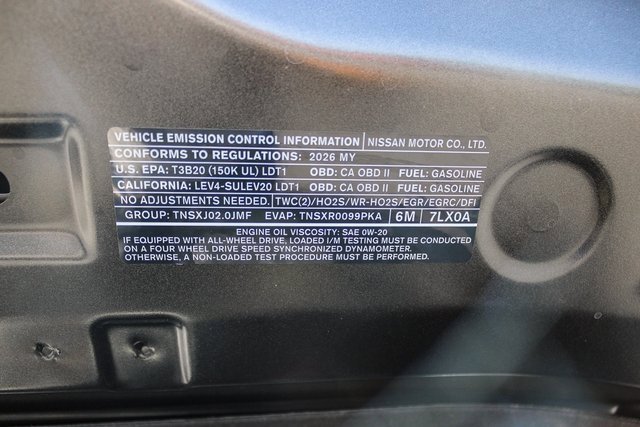 VEHICLE EMISSION CONTROL INFORMATION NISSAN MOTOR CO., LTD.
CONFORMS TO REGULATIONS: 2026 MY
U.S. EPA: T3B20 (150K UL) LDT1 OBD: CA OBD II FUEL: GASOLINE
CALIFORNIA: LEV4-SULEV20 LDT1 OBD: CA OBD II FUEL: GASOLINE
NO ADJUSTMENTS NEEDED. TWC(2)/HO2S/WR-HO2S/EGR/EGRC/DFI
GROUP: TNSXJ02.0JMF EVAP: TNSXR0099PKA 6M 7LX0A
ENGINE OIL VISCOSITY: SAE 0W-20
IF EQUIPPED WITH ALL-WHEEL DRIVE, LOADED I/M TESTING MUST BE CONDUCTED
ON A FOUR WHEEL DRIVE SPEED SYNCHRONIZED DYNAMOMETER.
OTHERWISE, A NON-LOADED TEST PROCEDURE MUST BE PERFORMED.